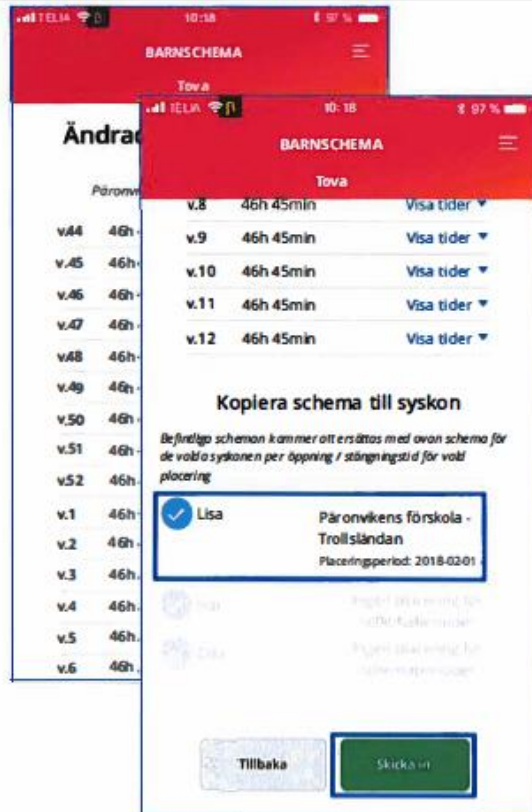 TELIA 10:18 97 %
BARNSCHEMA
Tova
Ändrad
v.44 46h
v.45 46h
v.46 46h
v.47 46h
v.48 46h
v.49 46h
v.50 46h
v.51 46h
v.52 46h
v.1 46h
v.2 46h
v.3 46h
v.4 46h
v.5 46h
v.6 46h
TELIA 10:18 97 %
BARNSCHEMA
Tova
v.8 46h 45min Visa tider
v.9 46h 45min Visa tider
v.10 46h 45min Visa tider
v.11 46h 45min Visa tider
v.12 46h 45min Visa tider
Kopiera schema till syskon
Befintliga scheman kommer att ersättas med ovan schema för
de valda syskonen per öppning / stängningstid för vald
placering
Lisa Päronvikens förskola -
Trollsländan
Placeringsperiod: 2018-02-01 -
Tillbaka Skicka in